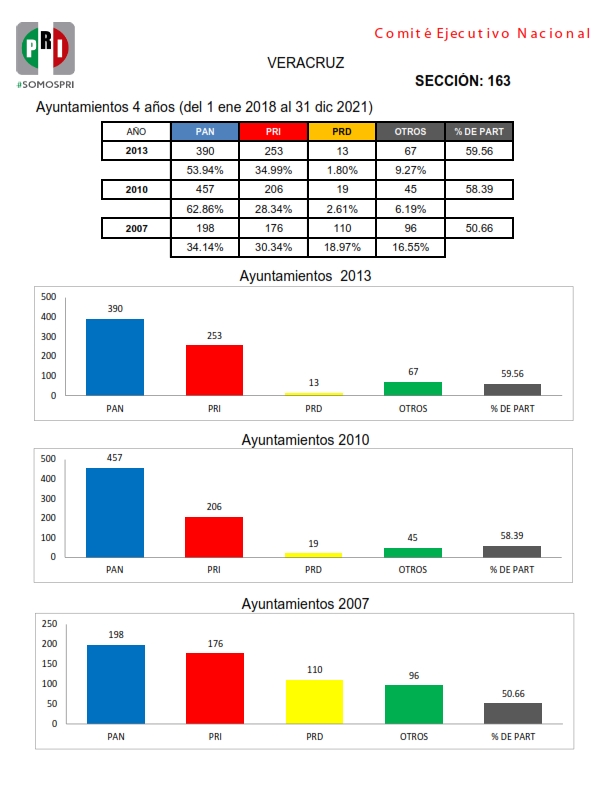 Comité Ejecutivo Nacional
PRI
#SOMOSPRI
VERACRUZ
SECCIÓN: 163
Ayuntamientos 4 años (del 1 ene 2018 al 31 dic 2021)
AÑO PAN PRI PRD OTROS % DE PART
2013 390 253 13 67 59.56
53.94% 34.99% 1.80% 9.27%
2010 457 206 19 45 58.39
62.86% 28.34% 2.61% 6.19%
2007 198 176 110 96 50.66
34.14% 30.34% 18.97% 16.55%
Ayuntamientos 2013
500
400
300
200
100
0
390
253
13
67
59.56
PAN PRI PRD OTROS % DE PART
Ayuntamientos 2010
500
400
300
200
100
0
457
206
19
45
58.39
PAN PRI PRD OTROS % DE PART
Ayuntamientos 2007
250
200
150
100
50
0
198
176
110
96
50.66
PAN PRI PRD OTROS % DE PART